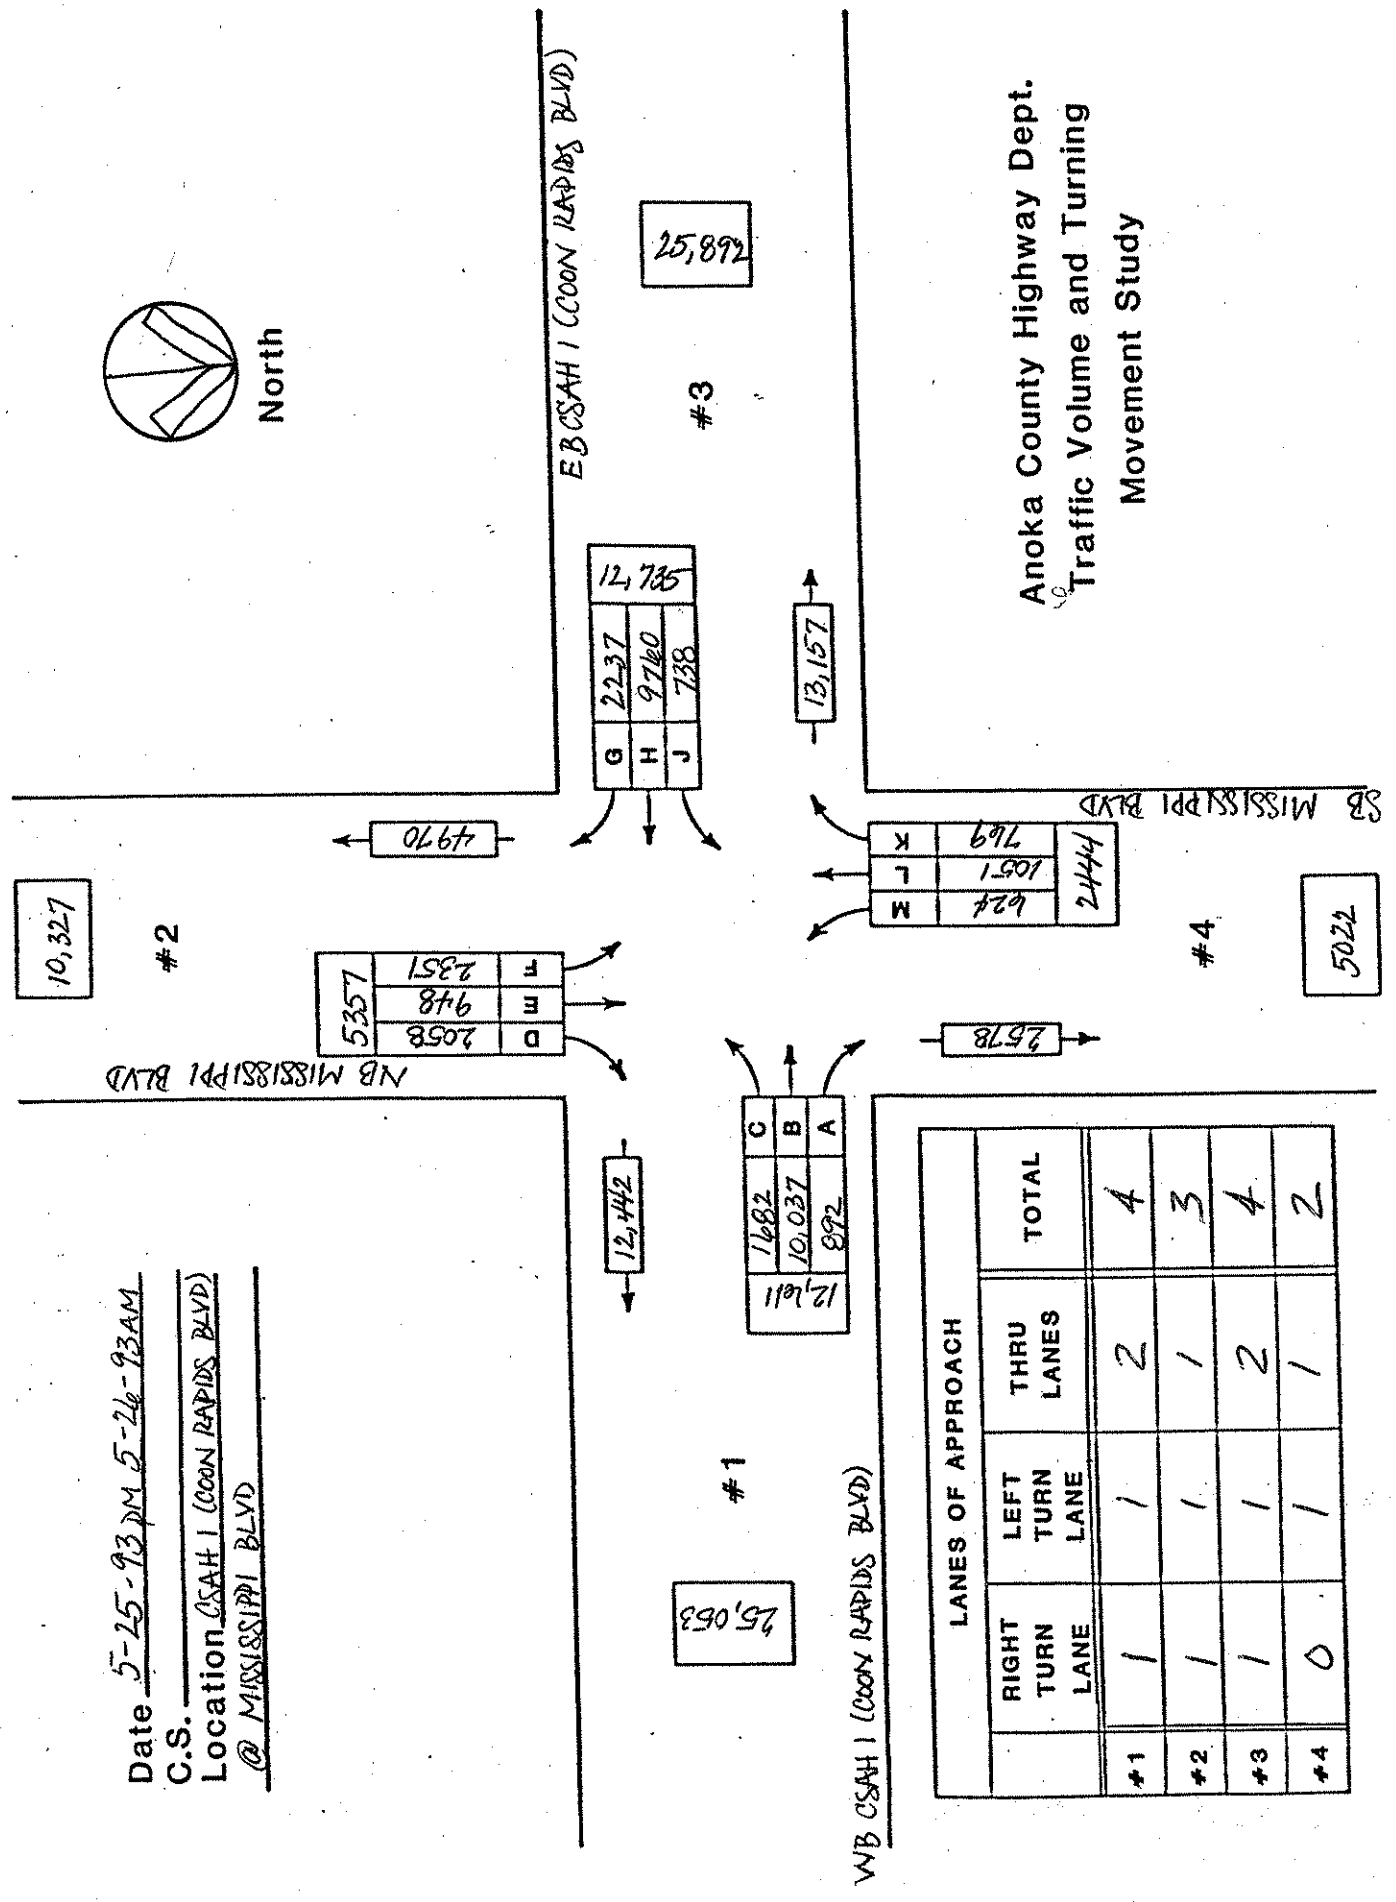 Date 5-25-93 PM 5-26-93 AM
C.S.
Location CSAH 1 (COON RAPIDS BLVD)
@ MISSISSIPPI BLVD
North
10,327
#2
NB MISSISSIPPI BLVD
5357
2058 948 2351
D E F
4970
EB CSAH 1 (COON RAPIDS BLVD)
G 2237
H 9760
J 738
12,735
25,892
#3
13,157
12,442
25,053
#1
1682 C
10,037 B
892 A
12,611
WB CSAH 1 (COON RAPIDS BLVD)
M L K
624 1051 769
2444
2578
#4
5022
SB MISSISSIPPI BLVD
LANES OF APPROACH
RIGHT TURN LANE LEFT TURN LANE THRU LANES TOTAL
#1 1 1 2 4
#2 1 1 1 3
#3 1 1 2 4
#4 0 1 1 2
Anoka County Highway Dept.
Traffic Volume and Turning
Movement Study